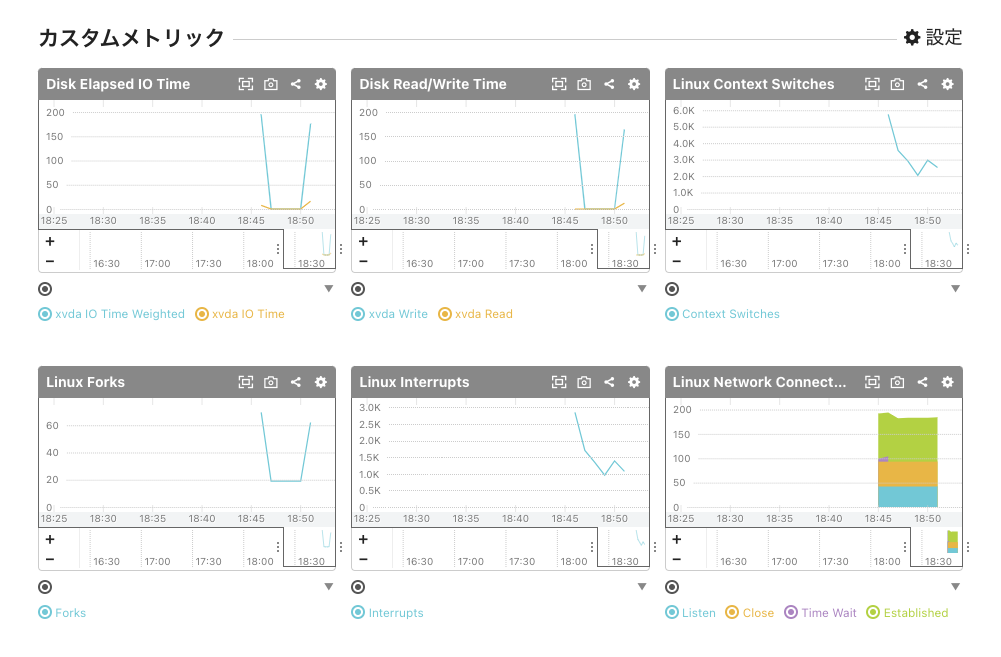 カスタムメトリック 設定
Disk Elapsed IO Time
200
150
100
50
0
18:25 18:30 18:35 18:40 18:45 18:50
+
−
16:30 17:00 17:30 18:00 18:30
xvda IO Time Weighted xvda IO Time
Disk Read/Write Time
200
150
100
50
0
18:25 18:30 18:35 18:40 18:45 18:50
+
−
16:30 17:00 17:30 18:00 18:30
xvda Write xvda Read
Linux Context Switches
6.0K
5.0K
4.0K
3.0K
2.0K
1.0K
0
18:25 18:30 18:35 18:40 18:45 18:50
+
−
16:30 17:00 17:30 18:00 18:30
Context Switches
Linux Forks
60
40
20
0
18:25 18:30 18:35 18:40 18:45 18:50
+
−
16:30 17:00 17:30 18:00 18:30
Forks
Linux Interrupts
3.0K
2.5K
2.0K
1.5K
1.0K
0.5K
0
18:25 18:30 18:35 18:40 18:45 18:50
+
−
16:30 17:00 17:30 18:00 18:30
Interrupts
Linux Network Connect...
200
150
100
50
0
18:25 18:30 18:35 18:40 18:45 18:50
+
−
16:30 17:00 17:30 18:00 18:30
Listen Close Time Wait Established